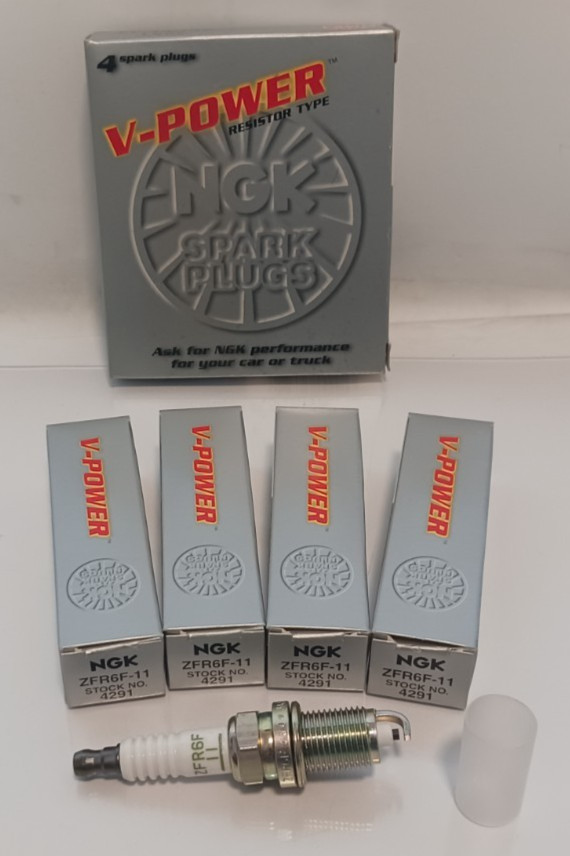 4 spark plugs
V-POWER™
RESISTOR TYPE
NGK
SPARK
PLUGS
Ask for NGK performance
for your car or truck
V-POWER
V-POWER
V-POWER
V-POWER
NGK
ZFR6F-11
STOCK NO.
4291
NGK
ZFR6F-11
STOCK NO.
4291
NGK
ZFR6F-11
STOCK NO.
4291
NGK
ZFR6F-11
STOCK NO.
4291
ZFR6F
11